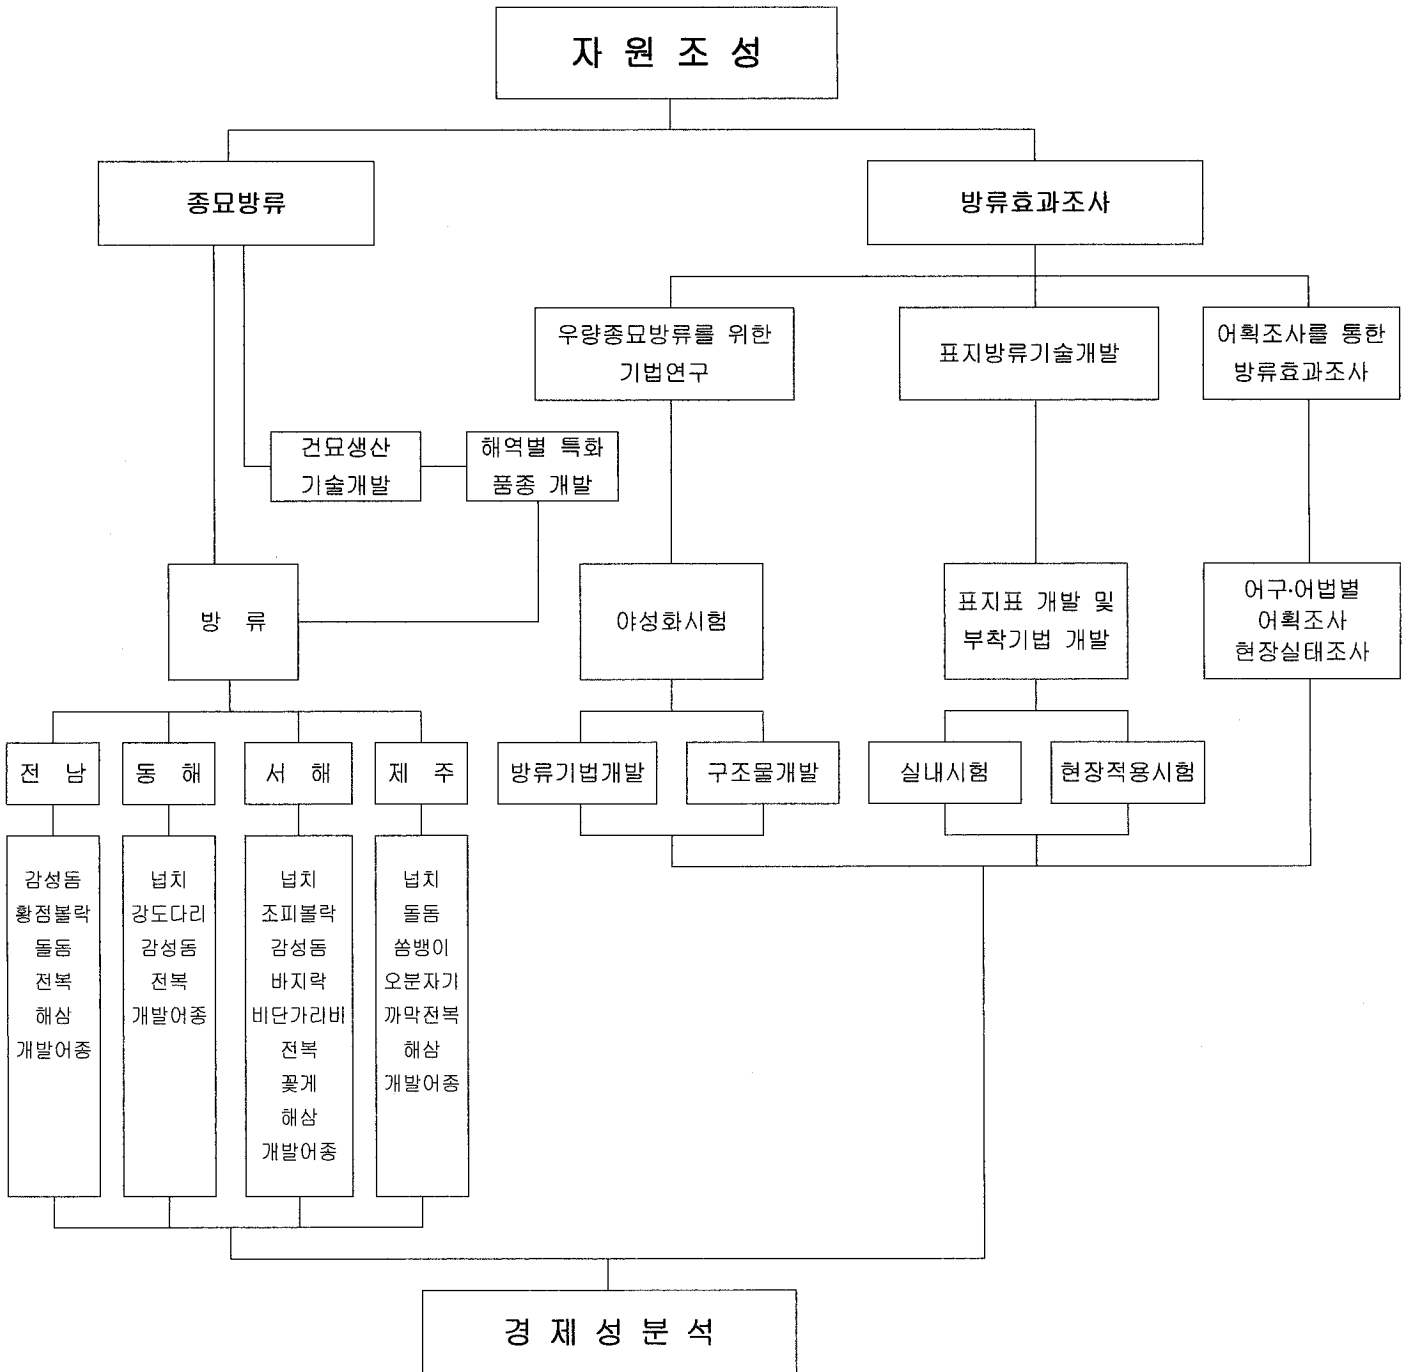 자 원 조 성
종묘방류
방류효과조사
우량종묘방류를 위한
기법연구
표지방류기술개발
어획조사를 통한
방류효과조사
건묘생산
기술개발
해역별 특화
품종 개발
방 류
야성화시험
표지표 개발 및
부착기법 개발
어구·어법별
어획조사
현장실태조사
전 남
동 해
서 해
제 주
방류기법개발
구조물개발
실내시험
현장적용시험
감성돔
황점볼락
돌돔
전복
해삼
개발어종
넙치
강도다리
감성돔
전복
개발어종
넙치
조피볼락
감성돔
바지락
비단가리비
전복
꽃게
해삼
개발어종
넙치
돌돔
쏨뱅이
오분자기
까막전복
해삼
개발어종
경 제 성 분 석